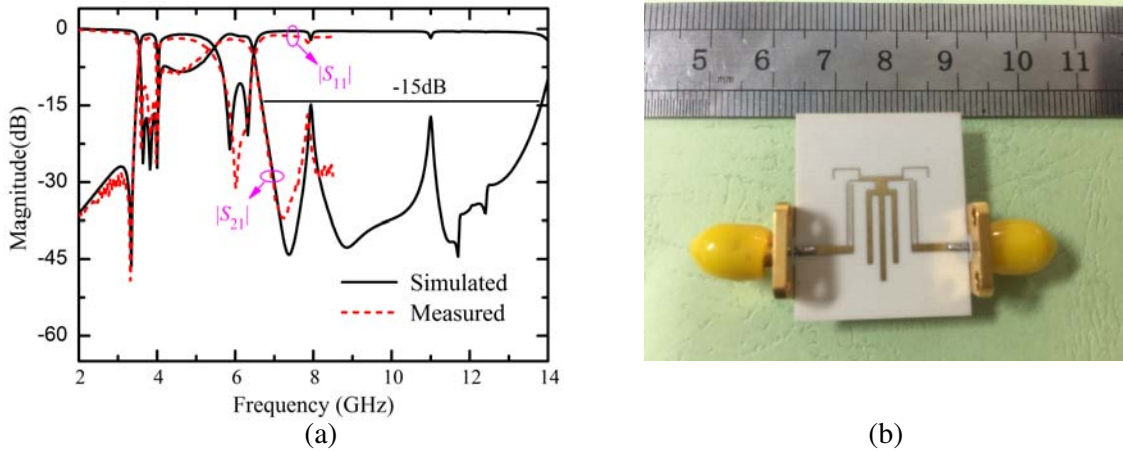 0
-15
-30
-45
-60
Magnitude(dB)
|S11|
-15dB
|S21|
Simulated
Measured
2 4 6 8 10 12 14
Frequency (GHz)
(a)
5 6 7 8 9 10 11
mm
(b)